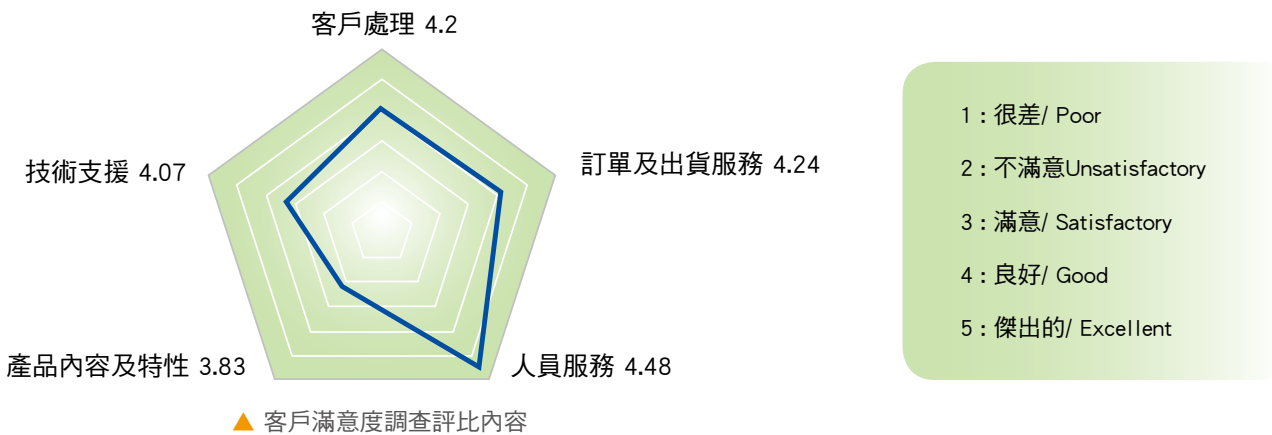 客戶處理 4.2
訂單及出貨服務 4.24
技術支援 4.07
產品內容及特性 3.83
人員服務 4.48
▲ 客戶滿意度調查評比內容
1 : 很差/ Poor
2 : 不滿意Unsatisfactory
3 : 滿意/ Satisfactory
4 : 良好/ Good
5 : 傑出的/ Excellent